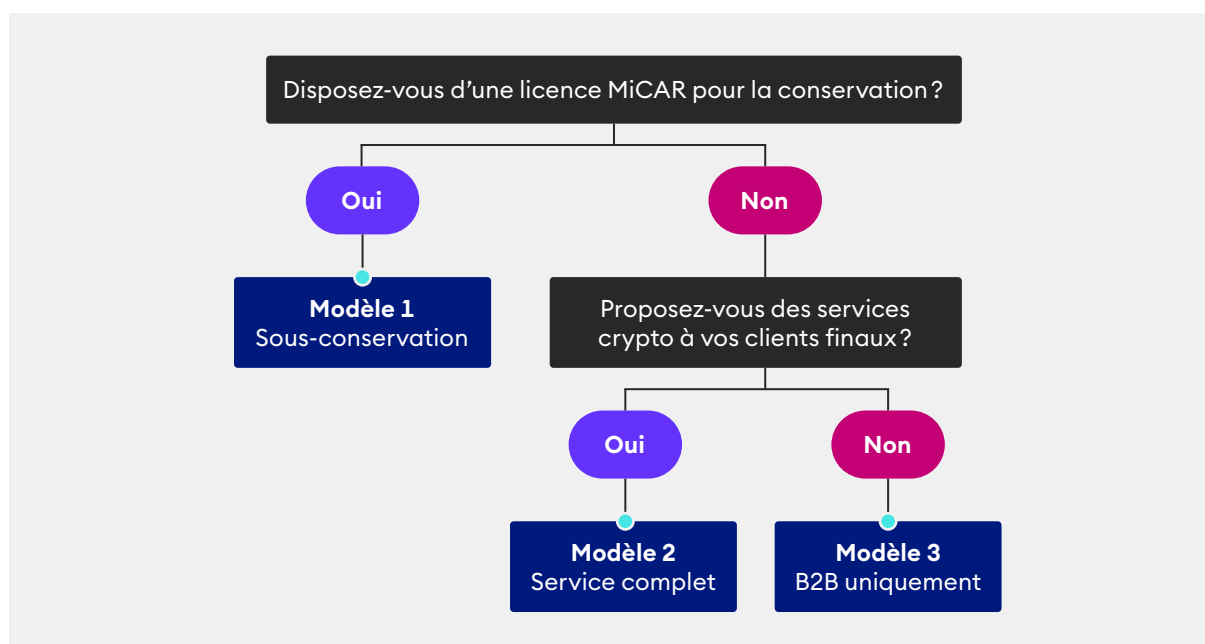 Disposez-vous d’une licence MiCAR pour la conservation ?
Oui
Non
Modèle 1
Sous-conservation
Proposez-vous des services
crypto à vos clients finaux ?
Oui
Non
Modèle 2
Service complet
Modèle 3
B2B uniquement